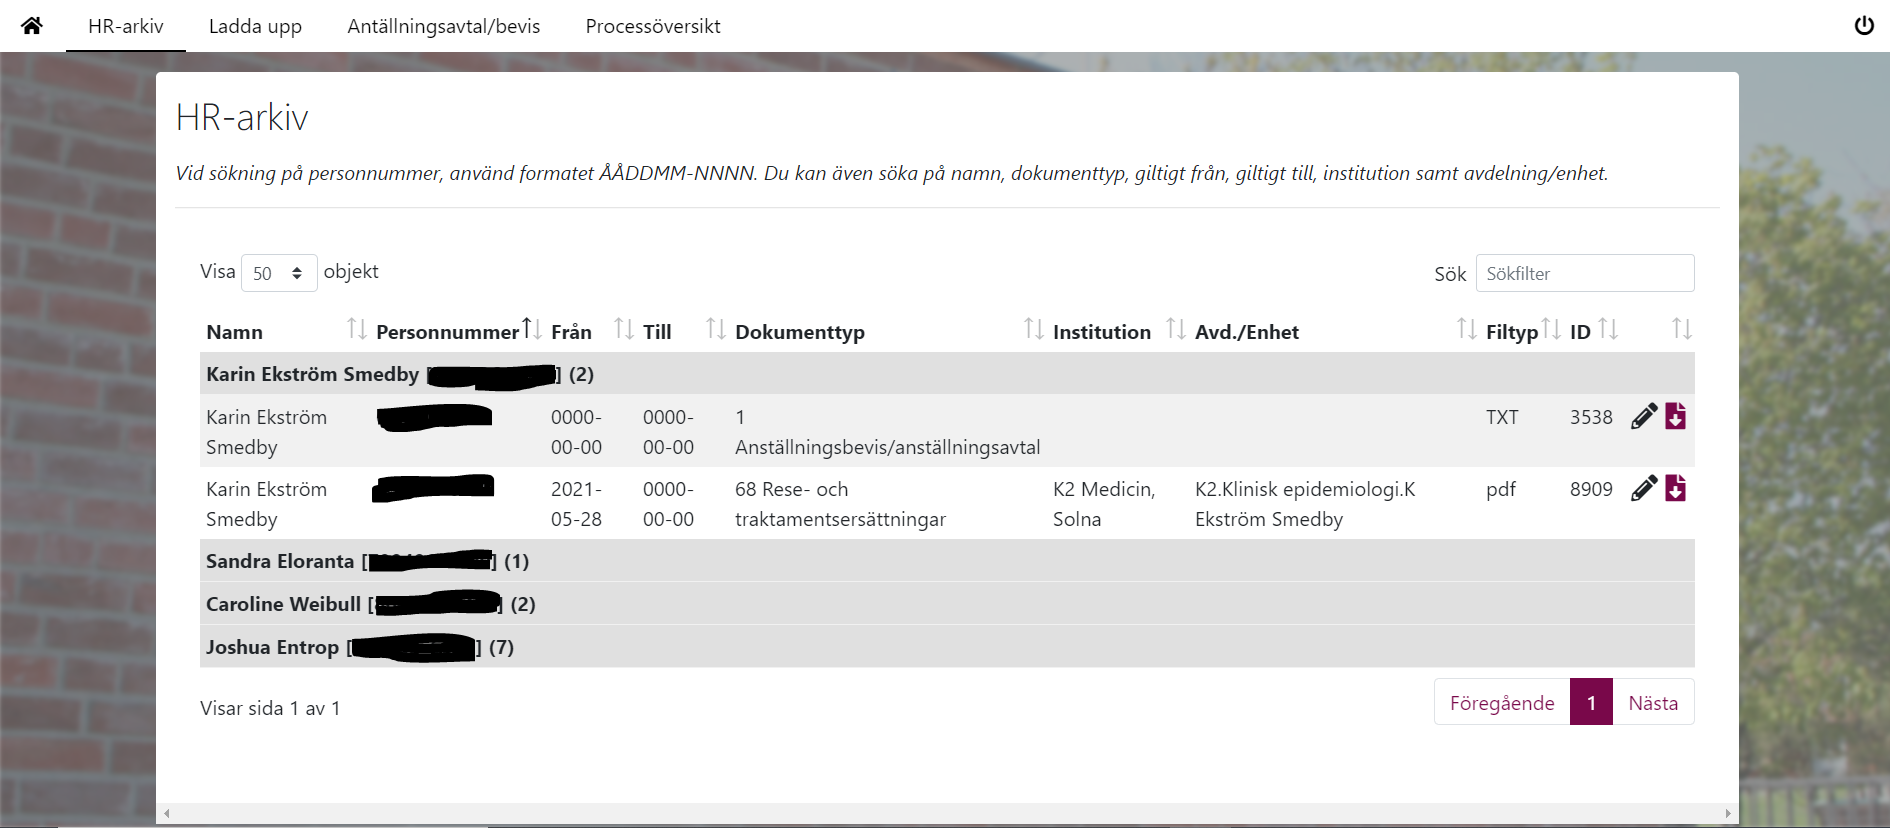 HR-arkiv Ladda upp Antällningsavtal/bevis Processöversikt
HR-arkiv
Vid sökning på personnummer, använd formatet ÅÅDDMM-NNNN. Du kan även söka på namn, dokumenttyp, giltigt från, giltigt till, institution samt avdelning/enhet.
Visa 50 objekt Sök Sökfilter
Namn Personnummer Från Till Dokumenttyp Institution Avd./Enhet Filtyp ID
Karin Ekström Smedby [ ] (2)
Karin Ekström 0000- 0000- 1 TXT 3538
Smedby 00-00 00-00 Anställningsbevis/anställningsavtal
Karin Ekström 2021- 0000- 68 Rese- och K2 Medicin, K2.Klinisk epidemiologi.K pdf 8909
Smedby 05-28 00-00 traktamentsersättningar Solna Ekström Smedby
Sandra Eloranta [ ] (1)
Caroline Weibull [ ] (2)
Joshua Entrop [ ] (7)
Visar sida 1 av 1 Föregående 1 Nästa